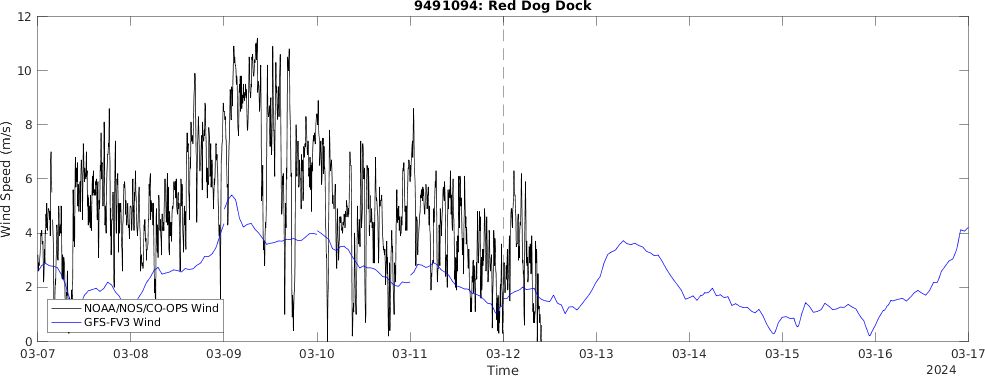 9491094: Red Dog Dock
12
10
8
6
4
2
0
Wind Speed (m/s)
NOAA/NOS/CO-OPS Wind
GFS-FV3 Wind
03-07 03-08 03-09 03-10 03-11 03-12 03-13 03-14 03-15 03-16 03-17
Time
2024